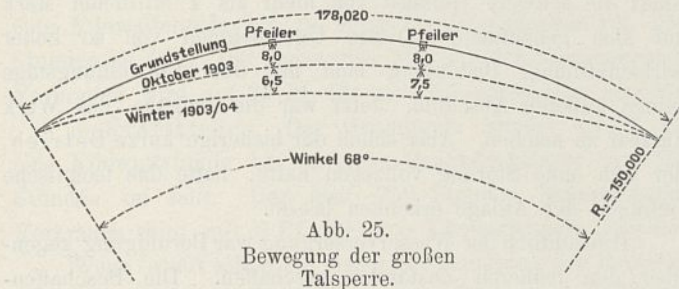 178,020
Pfeiler Pfeiler
Grundstellung
8,0 8,0
Oktober 1903
6,5 7,5
Winter 1903/04
Winkel 68°
R. = 150,000
Abb. 25.
Bewegung der großen
Talsperre.